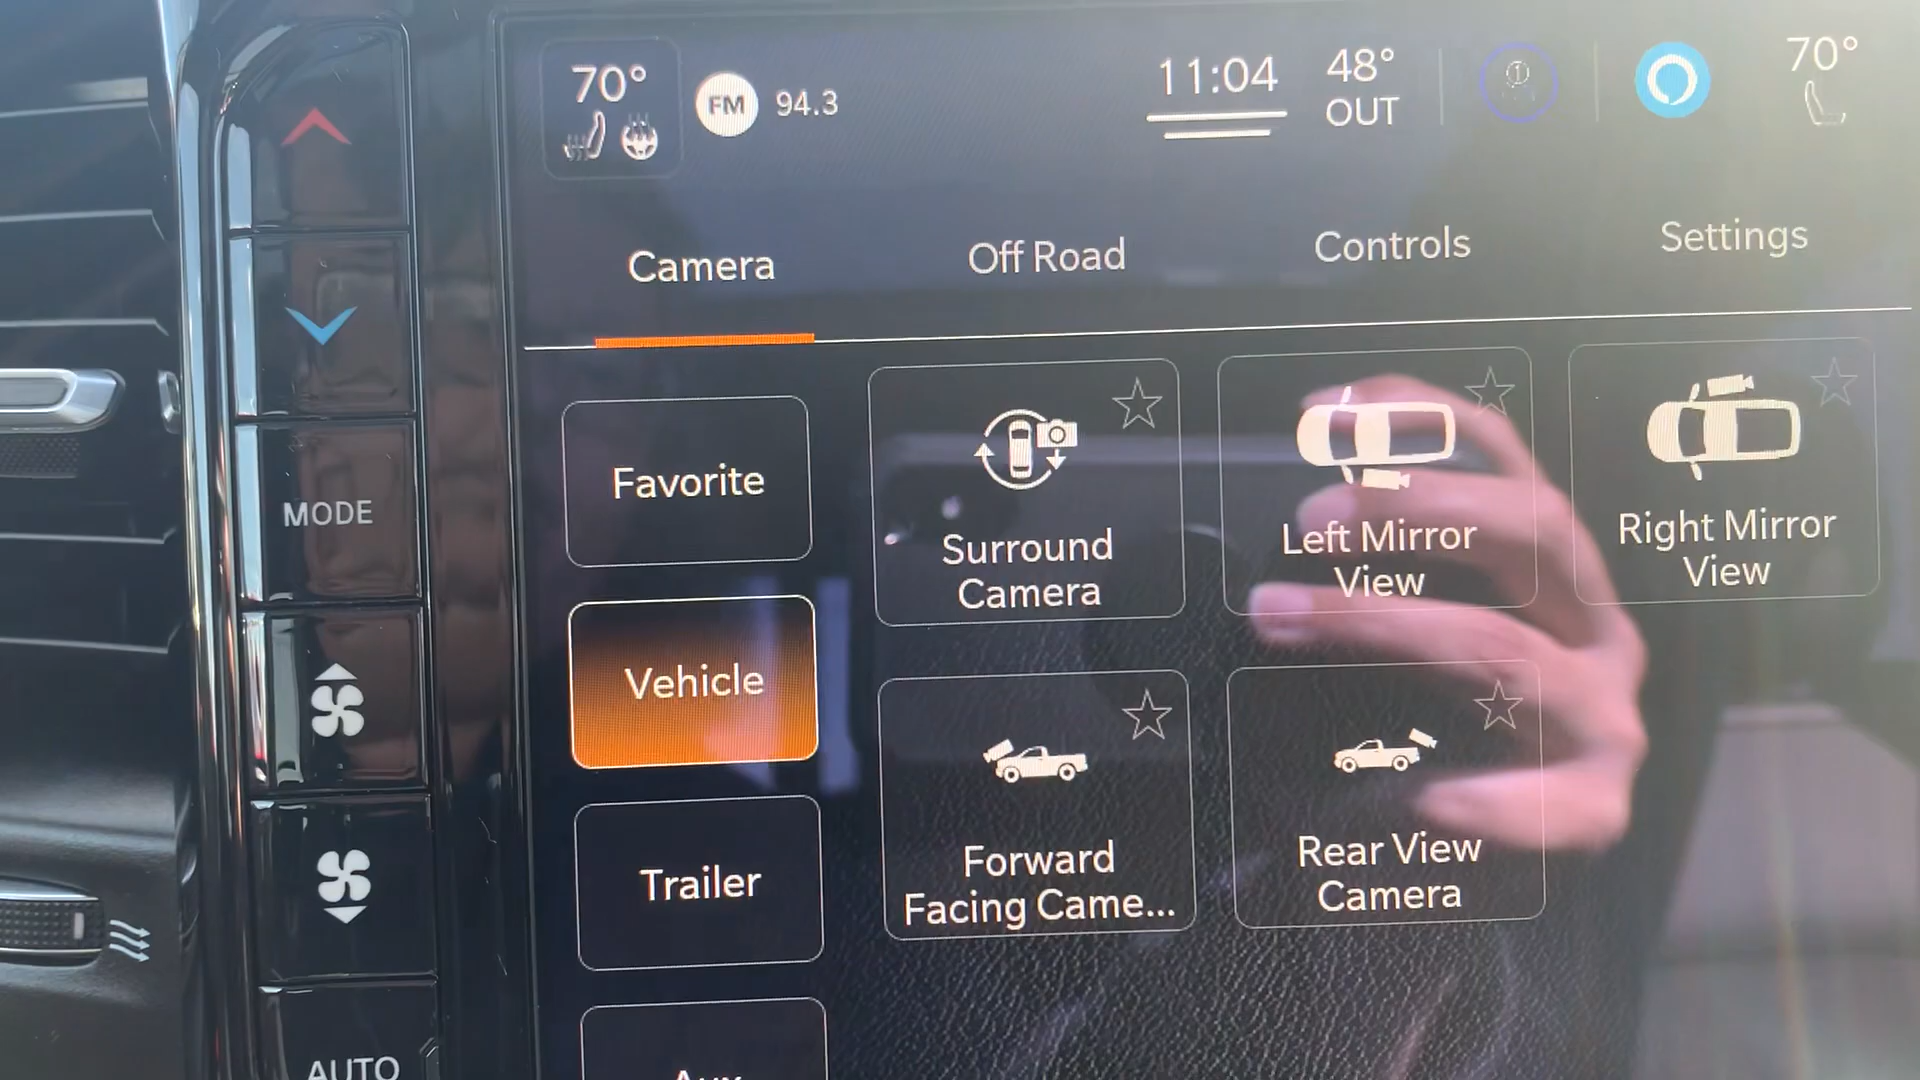 70°
FM 94.3
11:04
48°
OUT
70°
Camera
Off Road
Controls
Settings
MODE
AUTO
Favorite
Vehicle
Trailer
Aux
Surround
Camera
Left Mirror
View
Right Mirror
View
Forward
Facing Came...
Rear View
Camera